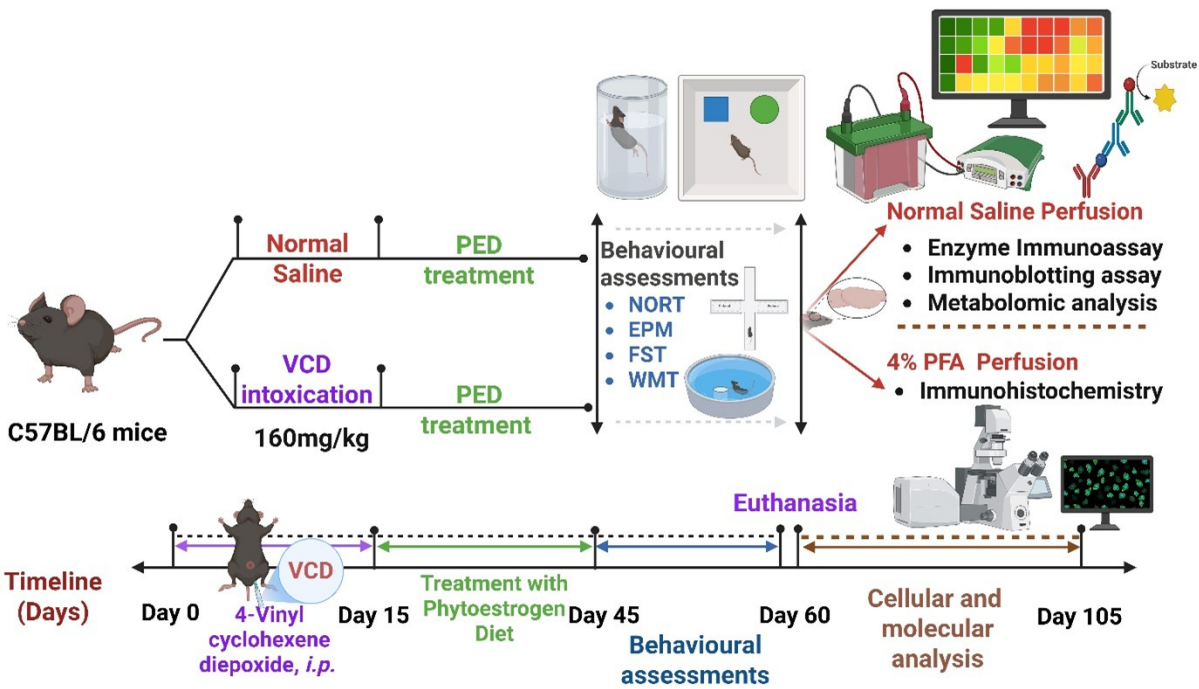 Substrate
Normal Saline Perfusion
• Enzyme Immunoassay
• Immunoblotting assay
• Metabolomic analysis
4% PFA Perfusion
• Immunohistochemistry
Normal
Saline
PED
treatment
VCD
intoxication
160mg/kg
PED
treatment
C57BL/6 mice
Behavioural
assessments
• NORT
• EPM
• FST
• WMT
Euthanasia
Timeline
(Days)
Day 0
VCD
4-Vinyl
cyclohexene
diepoxide, i.p.
Day 15
Treatment with
Phytoestrogen
Diet
Day 45
Behavioural
assessments
Day 60
Cellular and
molecular
analysis
Day 105